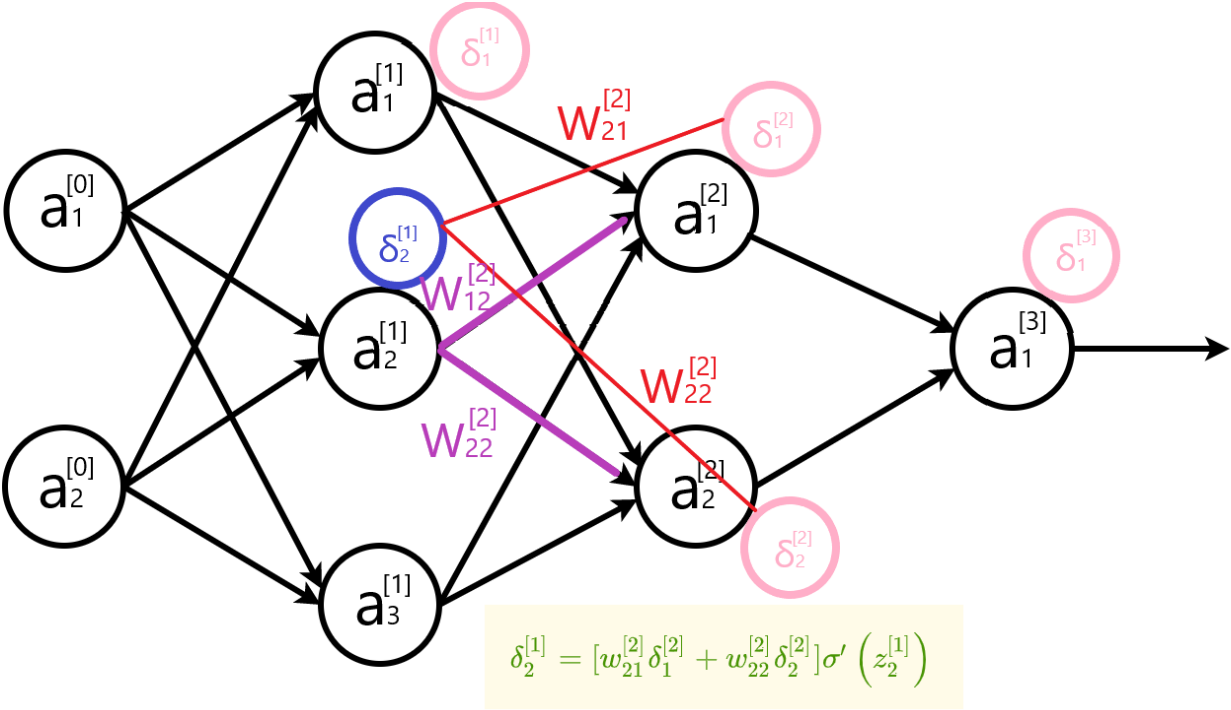 δ₁^[1]
a₁^[1]
W₂₁^[2]
δ₁^[2]
a₁^[0]
a₁^[2]
δ₂^[1]
δ₁^[3]
W₁₂^[2]
a₂^[1]
a₁^[3]
W₂₂^[2]
W₂₂^[2]
a₂^[0]
a₂^[2]
δ₂^[2]
a₃^[1]
δ₂^[1] = [w₂₁^[2]δ₁^[2] + w₂₂^[2]δ₂^[2]]σ′(z₂^[1])